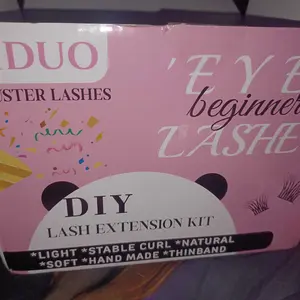 DUO
USTER LASHES
'EYE
beginner
LASHE
DIY
LASH EXTENSION KIT
*LIGHT *STABLE CURL *NATURAL
*SOFT *HAND MADE *THINBAND